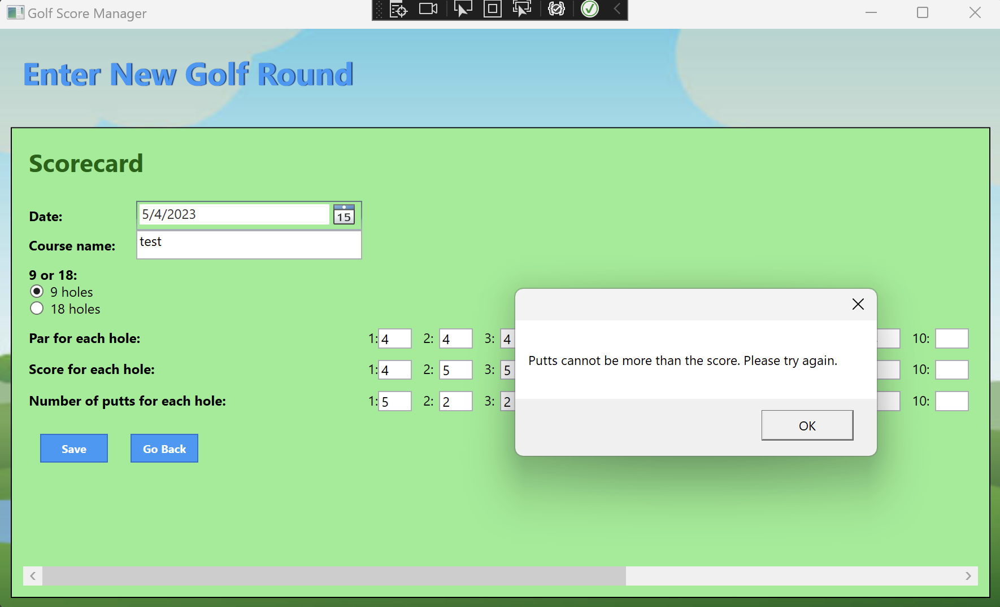 Golf Score Manager
Enter New Golf Round
Scorecard
Date: 5/4/2023 15
Course name: test
9 or 18:
9 holes
18 holes
Par for each hole: 1: 4 2: 4 3: 4 10:
Score for each hole: 1: 4 2: 5 3: 5 10:
Number of putts for each hole: 1: 5 2: 2 3: 2 10:
Save Go Back
Putts cannot be more than the score. Please try again.
OK